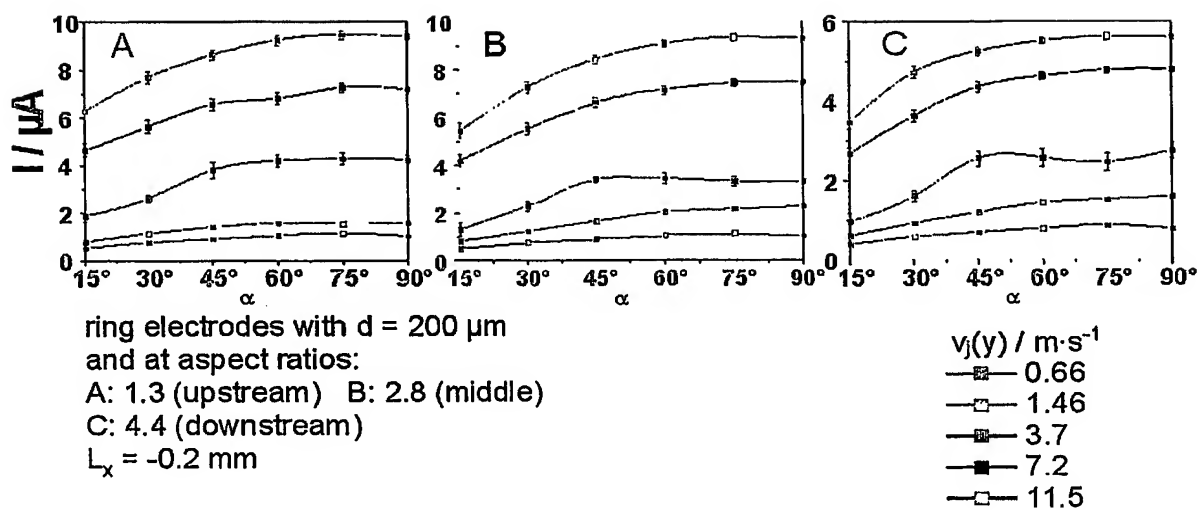 A
B
C
I / µA
10
8
6
4
2
0
15° 30° 45° 60° 75° 90°
α
10
8
6
4
2
0
15° 30° 45° 60° 75° 90°
α
6
4
2
0
15° 30° 45° 60° 75° 90°
α
ring electrodes with d = 200 µm
and at aspect ratios:
A: 1.3 (upstream) B: 2.8 (middle)
C: 4.4 (downstream)
Lₓ = -0.2 mm
vⱼ(y) / m·s⁻¹
0.66
1.46
3.7
7.2
11.5